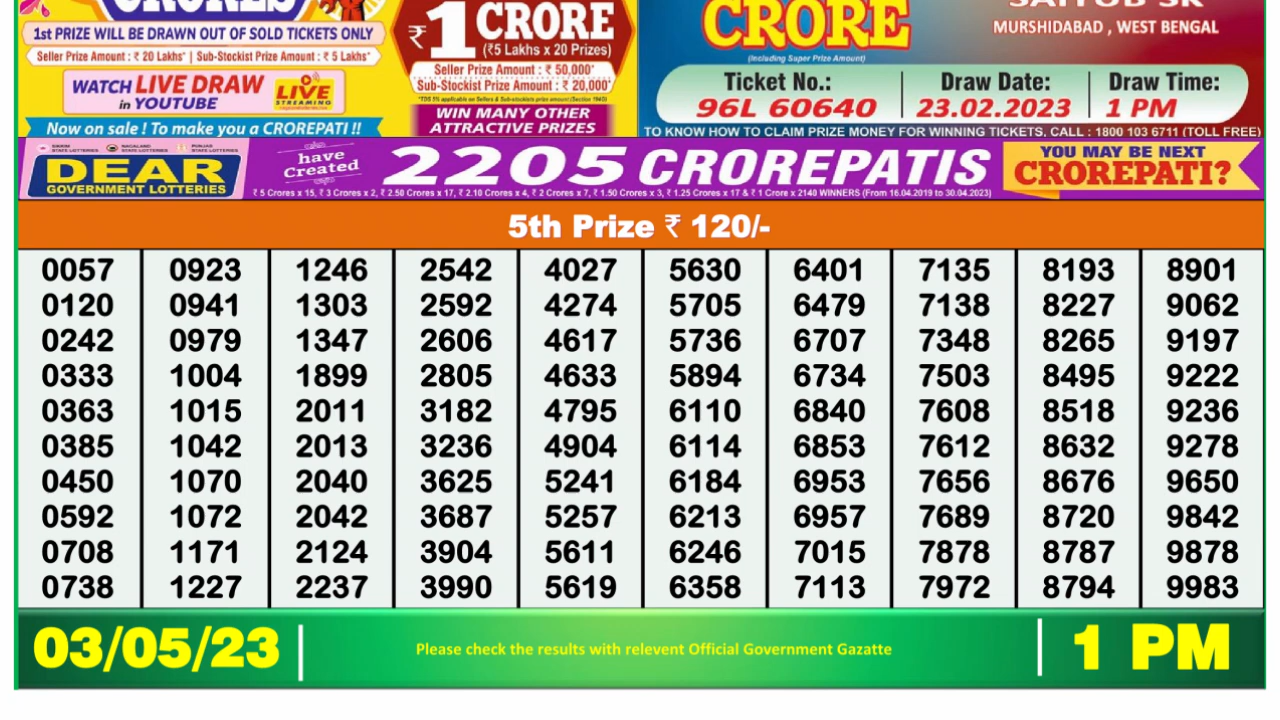 CRORES
1st PRIZE WILL BE DRAWN OUT OF SOLD TICKETS ONLY
Seller Prize Amount : ₹ 20 Lakhs* | Sub-Stockist Prize Amount : ₹ 5 Lakhs*
WATCH LIVE DRAW
in YOUTUBE
LIVE
STREAMING
Now on sale ! To make you a CROREPATI !!
₹ 1 CRORE
(₹5 Lakhs x 20 Prizes)
Seller Prize Amount : ₹ 50,000*
Sub-Stockist Prize Amount : ₹ 20,000*
WIN MANY OTHER
ATTRACTIVE PRIZES
CRORE
(Including Super Prize Amount)
SAIYUB SK
MURSHIDABAD , WEST BENGAL
Ticket No.: Draw Date: Draw Time:
96L 60640 23.02.2023 1 PM
TO KNOW HOW TO CLAIM PRIZE MONEY FOR WINNING TICKETS, CALL : 1800 103 6711 (TOLL FREE)
DEAR
GOVERNMENT LOTTERIES
have
Created
2205 CROREPATIS
₹ 5 Crores x 15, ₹ 3 Crores x 2, ₹ 2.50 Crores x 17, ₹ 2.10 Crores x 4, ₹ 2 Crores x 7, ₹ 1.50 Crores x 3, ₹ 1.25 Crores x 17 & ₹ 1 Crore x 2140 WINNERS (From 16.04.2019 to 30.04.2023)
YOU MAY BE NEXT
CROREPATI?
5th Prize ₹ 120/-
0057 0923 1246 2542 4027 5630 6401 7135 8193 8901
0120 0941 1303 2592 4274 5705 6479 7138 8227 9062
0242 0979 1347 2606 4617 5736 6707 7348 8265 9197
0333 1004 1899 2805 4633 5894 6734 7503 8495 9222
0363 1015 2011 3182 4795 6110 6840 7608 8518 9236
0385 1042 2013 3236 4904 6114 6853 7612 8632 9278
0450 1070 2040 3625 5241 6184 6953 7656 8676 9650
0592 1072 2042 3687 5257 6213 6957 7689 8720 9842
0708 1171 2124 3904 5611 6246 7015 7878 8787 9878
0738 1227 2237 3990 5619 6358 7113 7972 8794 9983
03/05/23
Please check the results with relevent Official Government Gazatte
1 PM